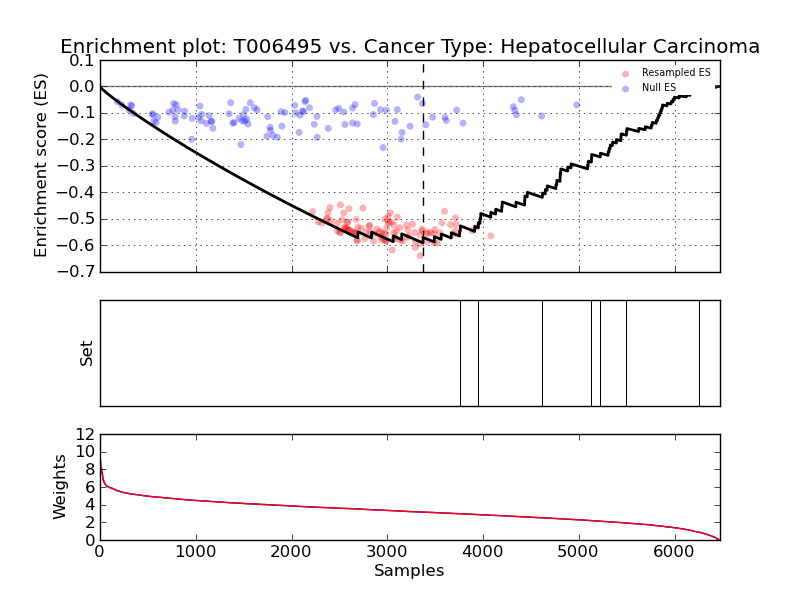 Enrichment plot: T006495 vs. Cancer Type: Hepatocellular Carcinoma
Enrichment score (ES)
0.1
0.0
−0.1
−0.2
−0.3
−0.4
−0.5
−0.6
−0.7
Resampled ES
Null ES
Set
Weights
12
10
8
6
4
2
0
0 1000 2000 3000 4000 5000 6000
Samples